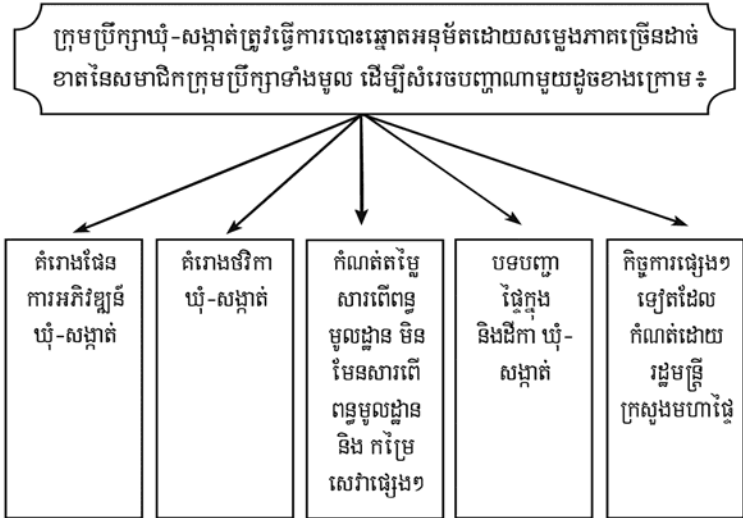 ក្រុមប្រឹក្សាឃុំ-សង្កាត់ត្រូវធ្វើការបោះឆ្នោតអនុម័តដោយសម្លេងភាគច្រើនដាច់
ខាតនៃសមាជិកក្រុមប្រឹក្សាទាំងមូល ដើម្បីសំរេចបញ្ហាណាមួយដូចខាងក្រោម ៖
គំរោងផែន
ការអភិវឌ្ឍន៍
ឃុំ-សង្កាត់
គំរោងថវិកា
ឃុំ-សង្កាត់
កំណត់តម្លៃ
សារពើពន្ធ
មូលដ្ឋាន មិន
មែនសារពើ
ពន្ធមូលដ្ឋាន
និង កម្រៃ
សេវាផ្សេងៗ
បទបញ្ជា
ផ្ទៃក្នុង
និងដីកា ឃុំ-
សង្កាត់
កិច្ចការផ្សេងៗ
ទៀតដែល
កំណត់ដោយ
រដ្ឋមន្ត្រី
ក្រសួងមហាផ្ទៃ